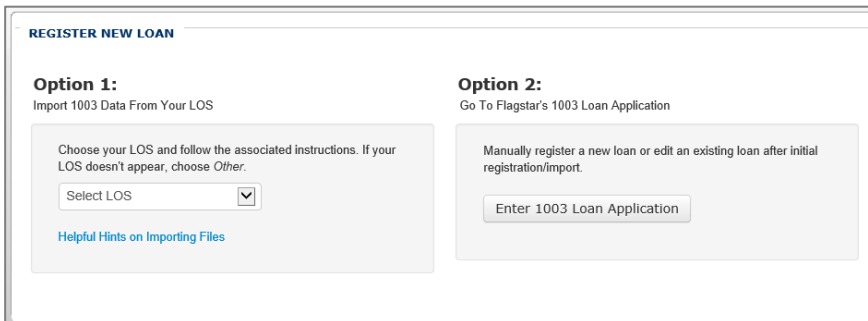 REGISTER NEW LOAN
Option 1:
Import 1003 Data From Your LOS
Choose your LOS and follow the associated instructions. If your
LOS doesn't appear, choose Other.
Select LOS
Helpful Hints on Importing Files
Option 2:
Go To Flagstar's 1003 Loan Application
Manually register a new loan or edit an existing loan after initial
registration/import.
Enter 1003 Loan Application